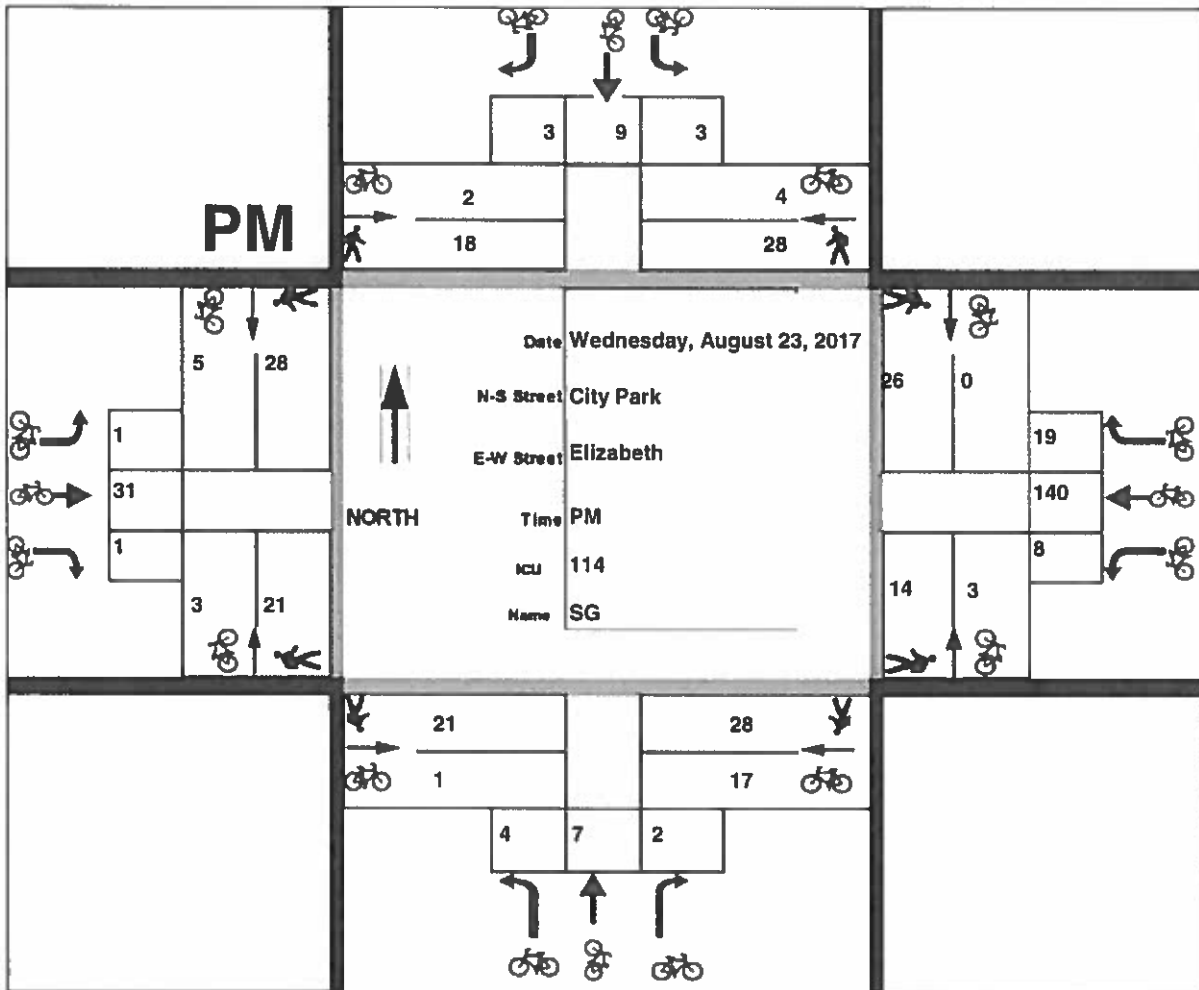 3 9 3
2 4
PM
18 28
Date Wednesday, August 23, 2017
5 28 26 0
N-S Street City Park
1 19
E-W Street Elizabeth
31 140
NORTH Time PM
1 8
ICU 114
3 21 14 3
Name SG
21 28
1 17
4 7 2